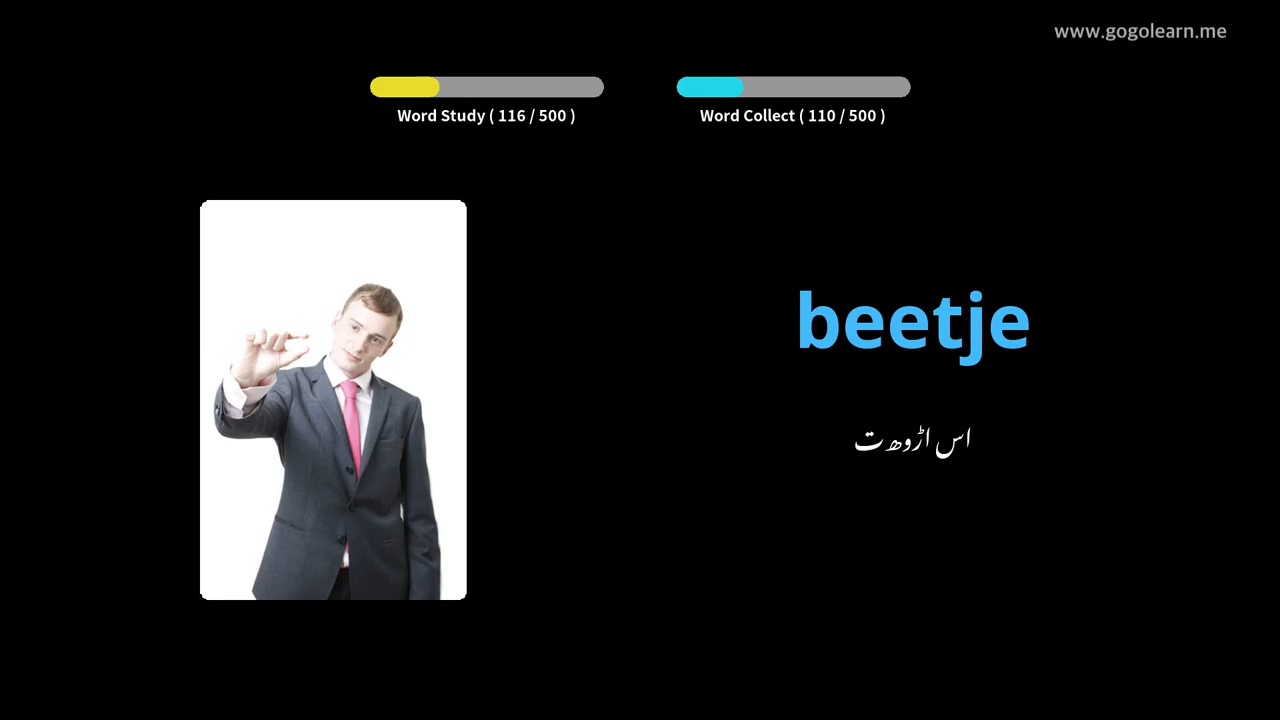 www.gogolearn.me
Word Study ( 116 / 500 )
Word Collect ( 110 / 500 )
beetje
اس اڑوھ ت